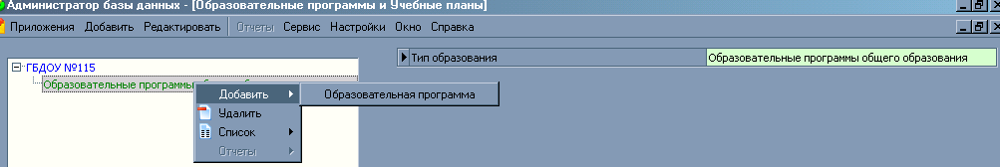 Администратор базы данных - [Образовательные программы и Учебные планы]
Приложения Добавить Редактировать Отчеты Сервис Настройки Окно Справка
ГБДОУ №115
Тип образования Образовательные программы общего образования
Образовательные программы
Добавить Образовательная программа
Удалить
Список
Отчеты